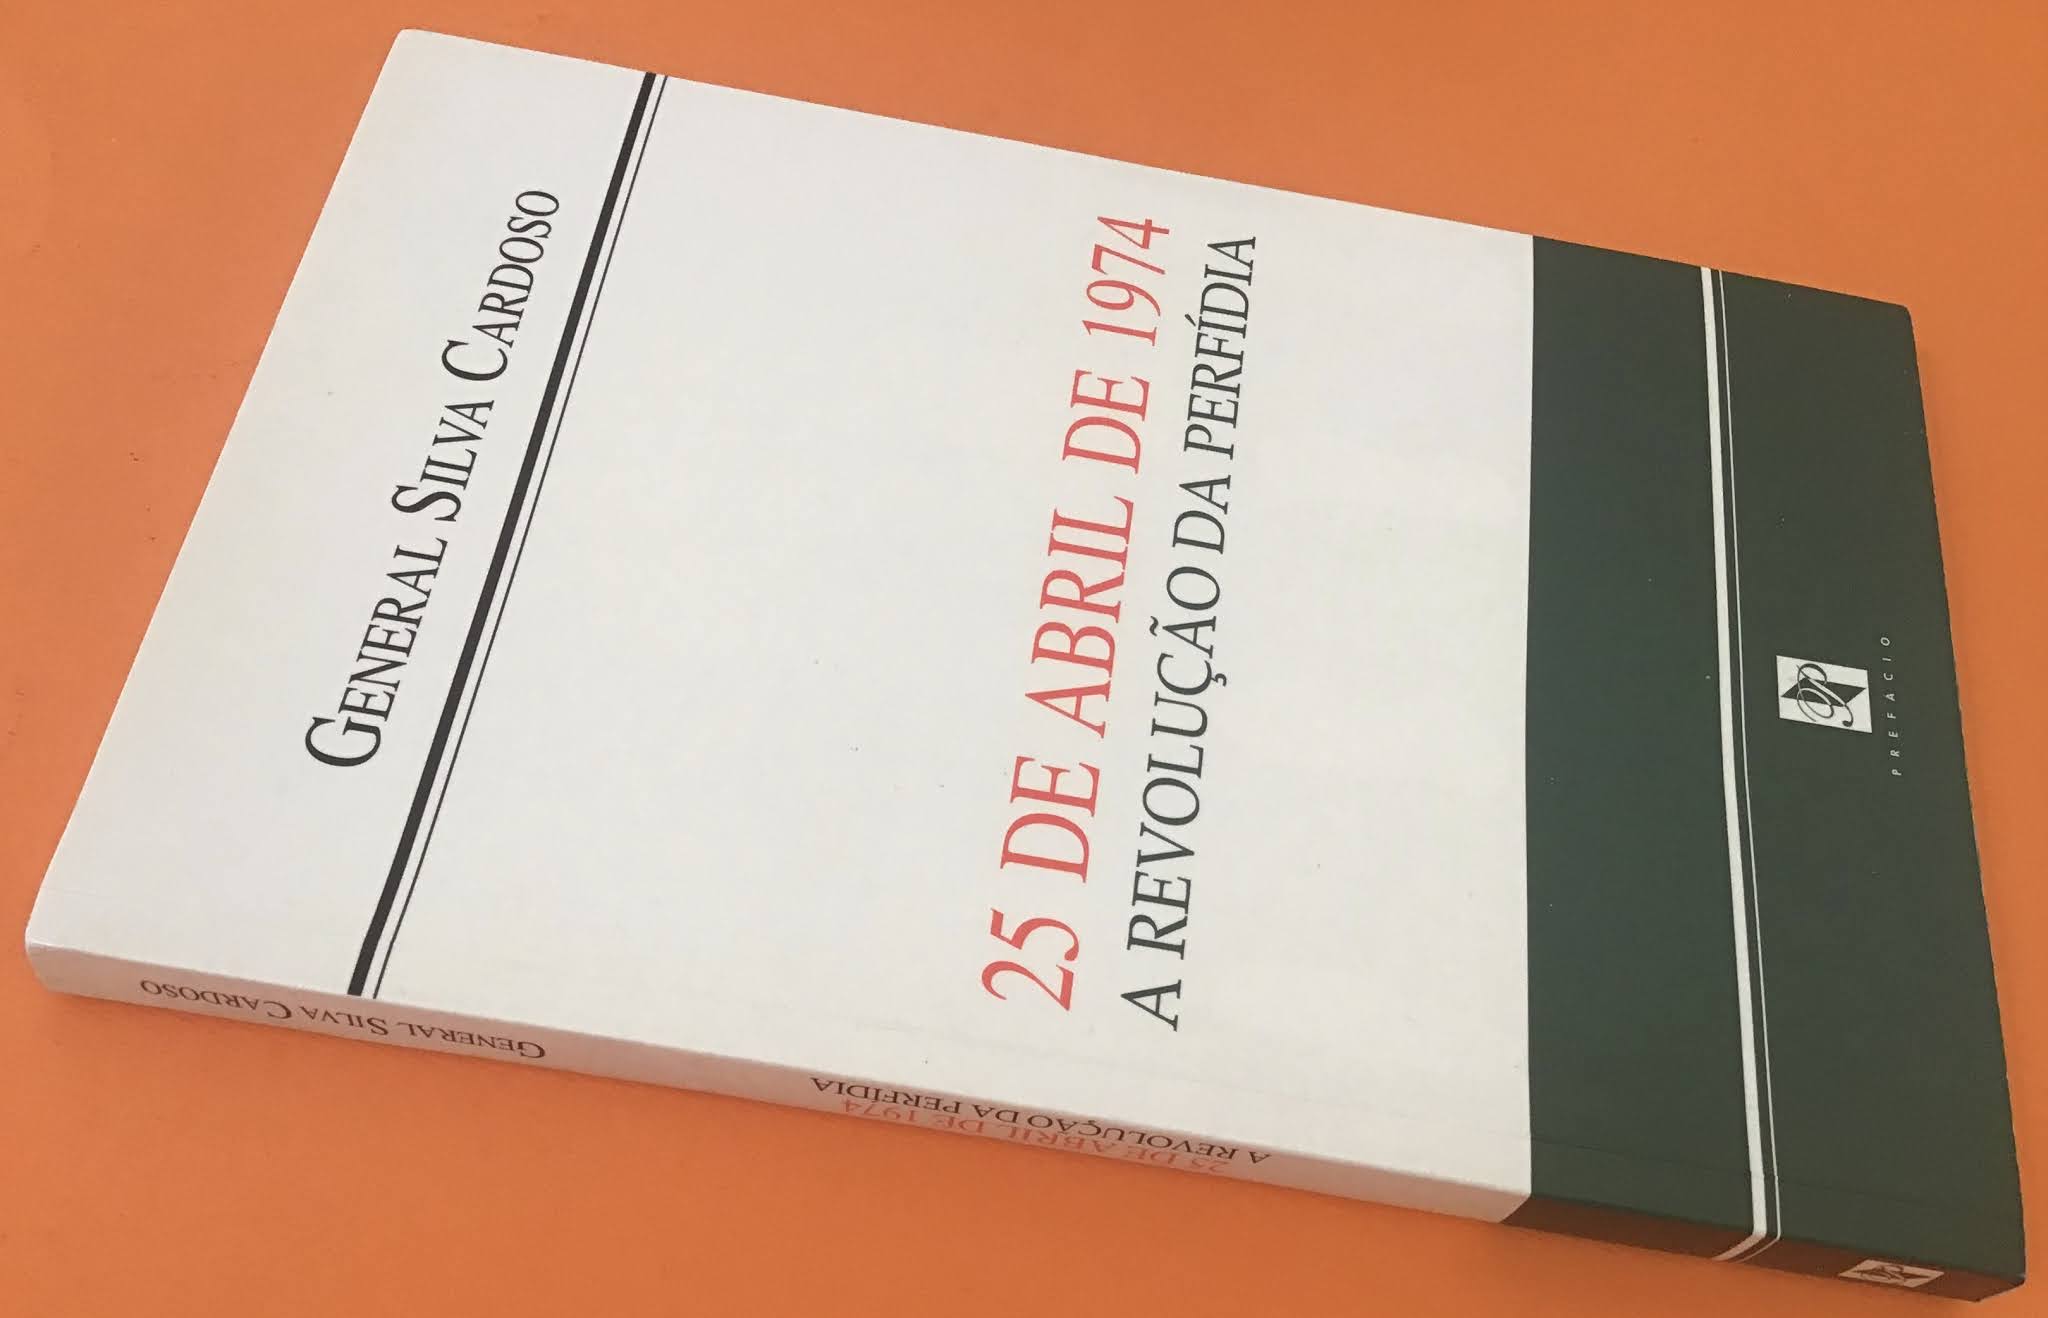 GENERAL SILVA CARDOSO
25 DE ABRIL DE 1974
A REVOLUÇÃO DA PERFÍDIA
PREFÁCIO
GENERAL SILVA CARDOSO
25 DE ABRIL DE 1974
A REVOLUÇÃO DA PERFÍDIA